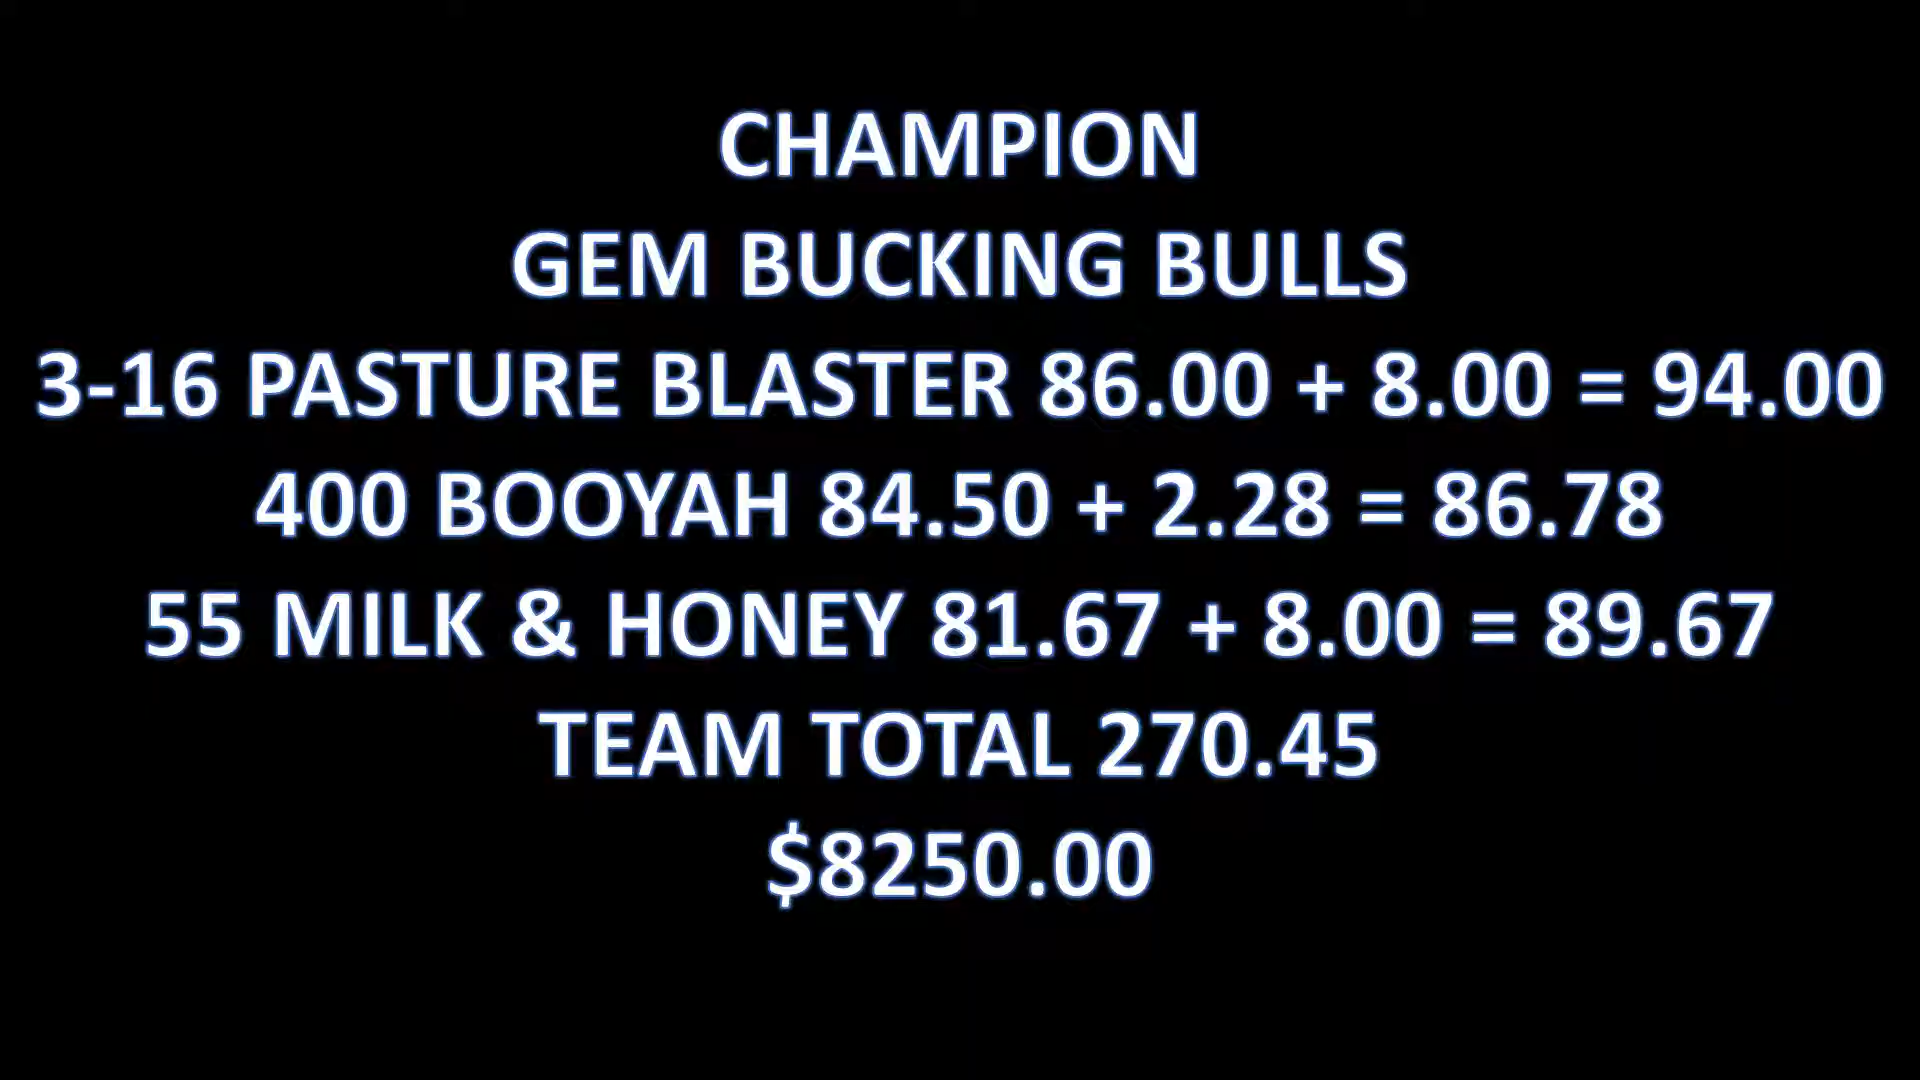 CHAMPION
GEM BUCKING BULLS
3-16 PASTURE BLASTER 86.00 + 8.00 = 94.00
400 BOOYAH 84.50 + 2.28 = 86.78
55 MILK & HONEY 81.67 + 8.00 = 89.67
TEAM TOTAL 270.45
$8250.00